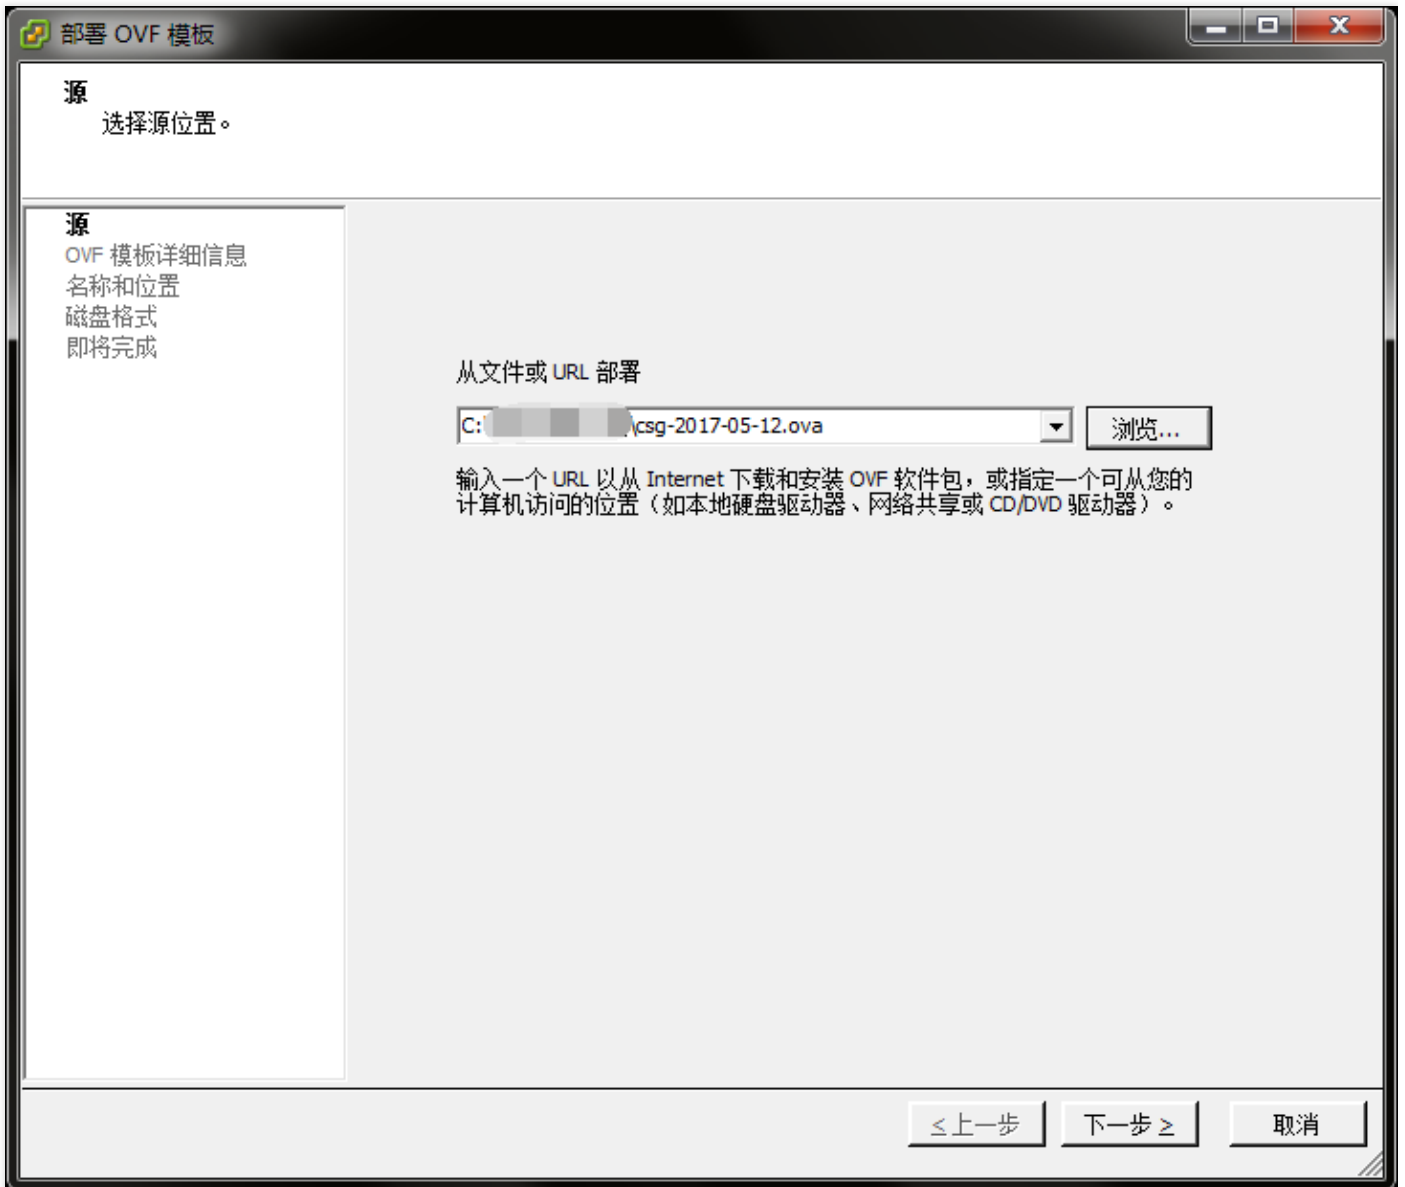 部署 OVF 模板
源
选择源位置。
源
OVF 模板详细信息
名称和位置
磁盘格式
即将完成
从文件或 URL 部署
C:\csg-2017-05-12.ova
浏览...
输入一个 URL 以从 Internet 下载和安装 OVF 软件包，或指定一个可从您的
计算机访问的位置（如本地硬盘驱动器、网络共享或 CD/DVD 驱动器）。
≤ 上一步
下一步 ≥
取消